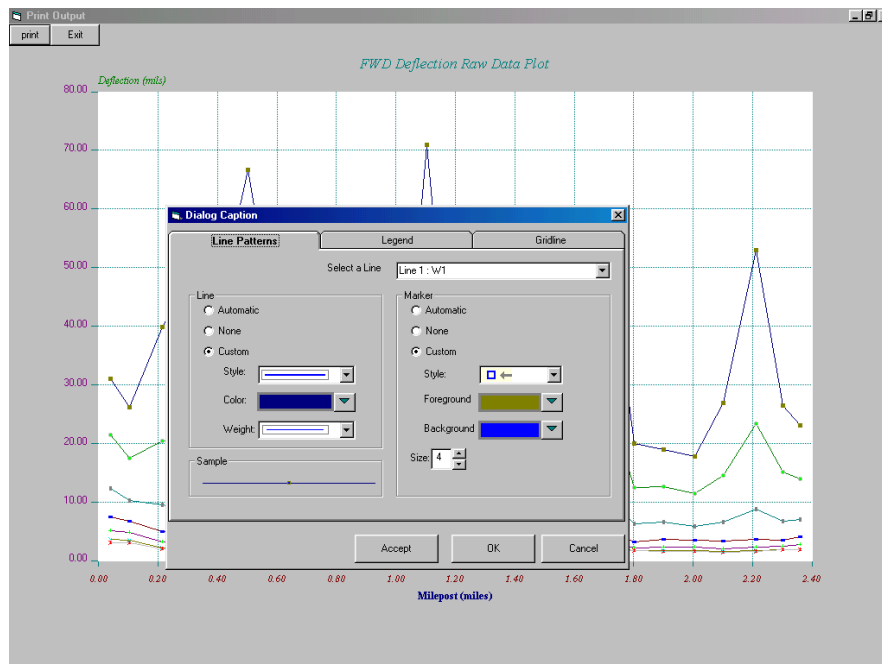 Print Output
print Exit
FWD Deflection Raw Data Plot
Deflection (mils)
80.00
70.00
60.00
50.00
40.00
30.00
20.00
10.00
0.00
Dialog Caption
Line Patterns Legend Gridline
Select a Line Line 1 : W1
Line
Automatic
None
Custom
Style:
Color:
Weight:
Sample
Marker
Automatic
None
Custom
Style:
Foreground
Background
Size: 4
Accept OK Cancel
0.00 0.20 0.40 0.60 0.80 1.00 1.20 1.40 1.60 1.80 2.00 2.20 2.40
Milepost (miles)